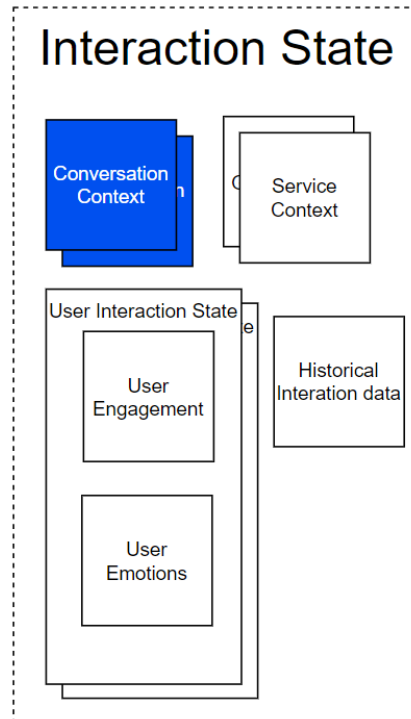 Interaction State
Conversation
Context
Service
Context
User Interaction State
User
Engagement
Historical
Interation data
User
Emotions